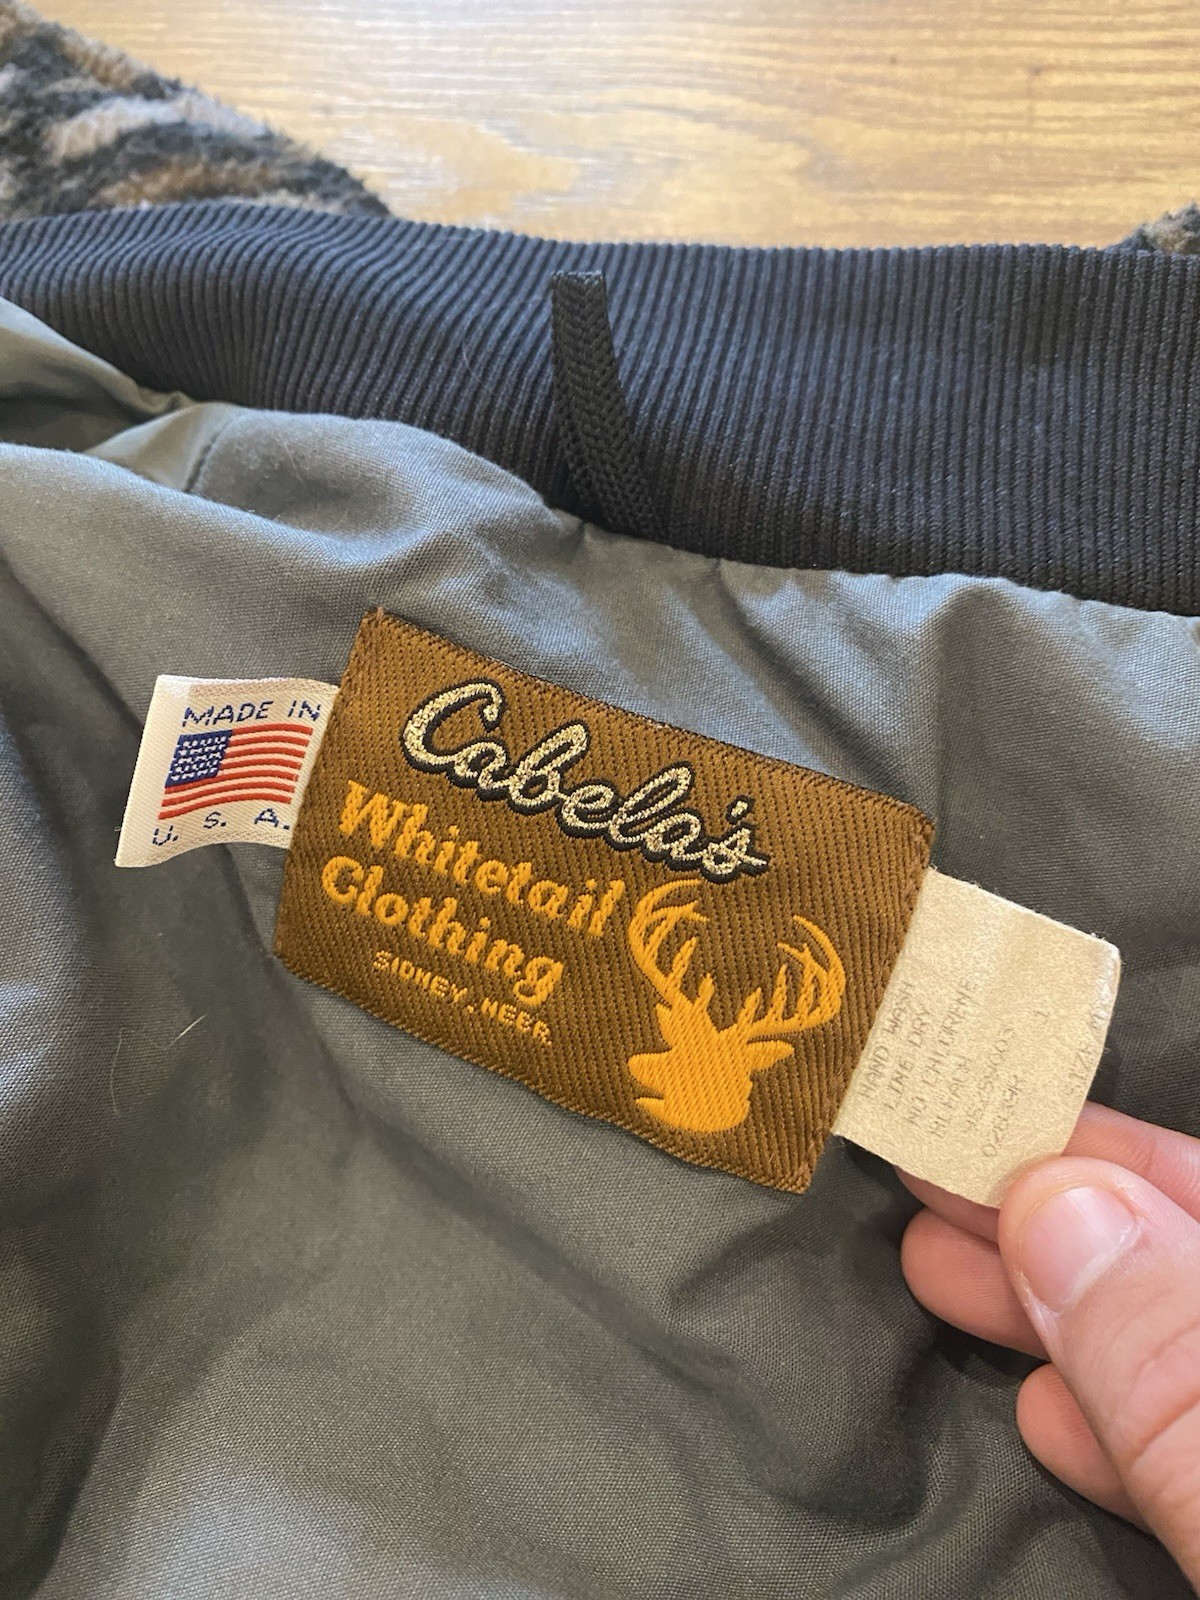 MADE IN
U. S. A.
Cabela's
Whitetail
Clothing
SIDNEY, NEBR.
HAND WASH
LINE DRY
NO CHLORINE
BLEACH